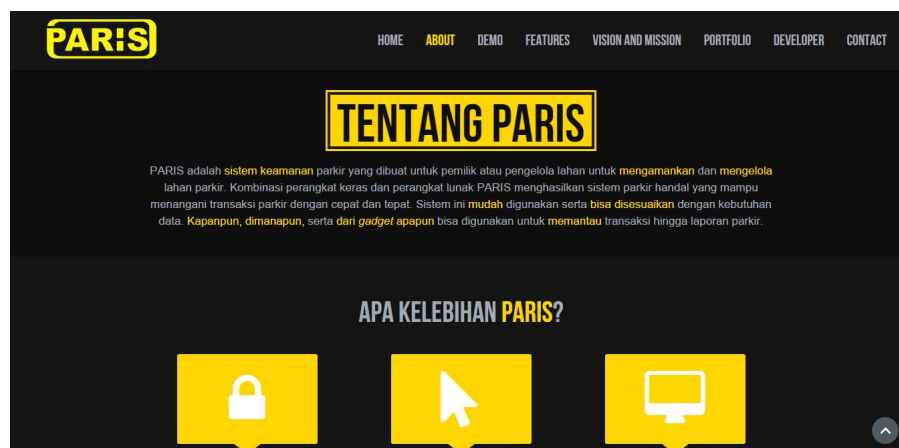 PARIS
HOME ABOUT DEMO FEATURES VISION AND MISSION PORTFOLIO DEVELOPER CONTACT
TENTANG PARIS
PARIS adalah sistem keamanan parkir yang dibuat untuk pemilik atau pengelola lahan untuk mengamankan dan mengelola
lahan parkir. Kombinasi perangkat keras dan perangkat lunak PARIS menghasilkan sistem parkir handal yang mampu
menangani transaksi parkir dengan cepat dan tepat. Sistem ini mudah digunakan serta bisa disesuaikan dengan kebutuhan
data. Kapanpun, dimanapun, serta dari gadget apapun bisa digunakan untuk memantau transaksi hingga laporan parkir.
APA KELEBIHAN PARIS?